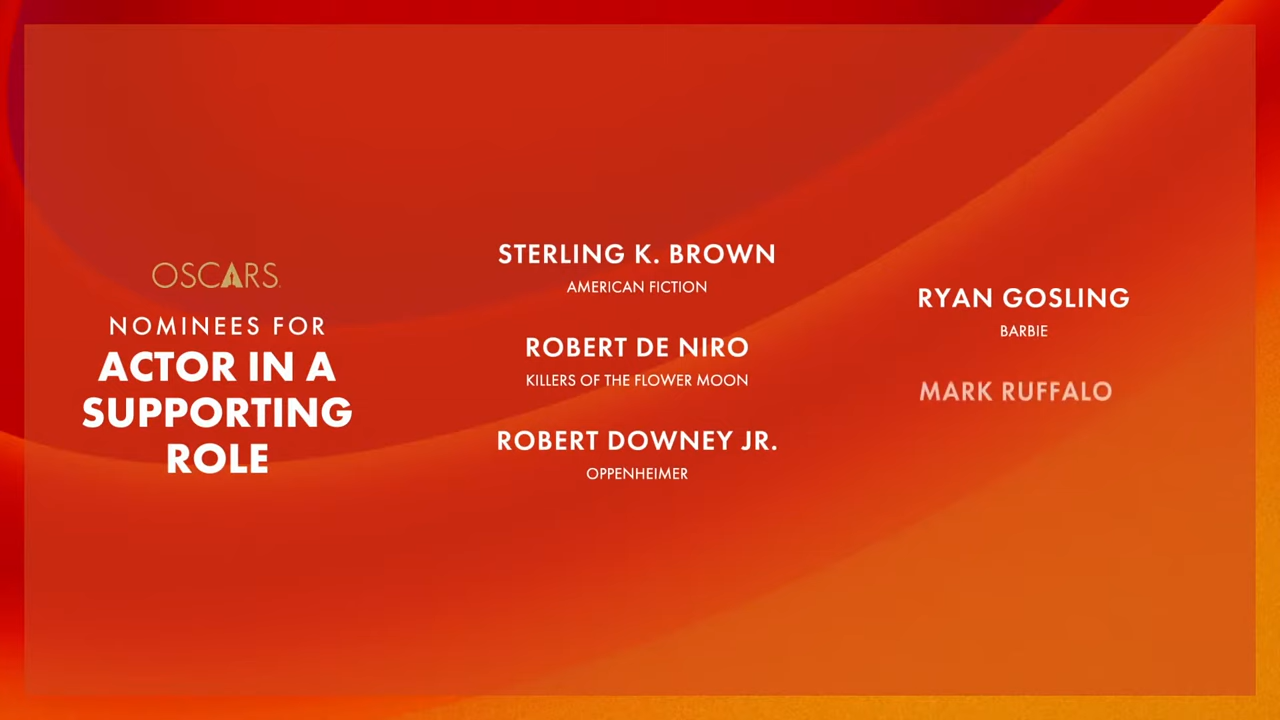 OSCARS
NOMINEES FOR
ACTOR IN A
SUPPORTING
ROLE
STERLING K. BROWN
AMERICAN FICTION
ROBERT DE NIRO
KILLERS OF THE FLOWER MOON
ROBERT DOWNEY JR.
OPPENHEIMER
RYAN GOSLING
BARBIE
MARK RUFFALO